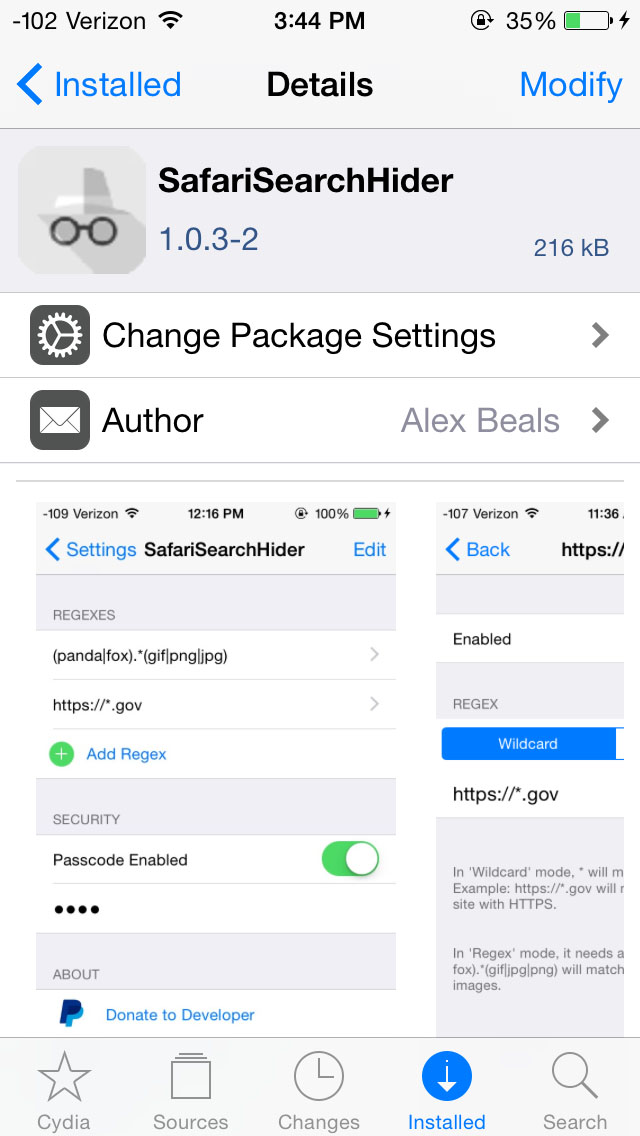 -102 Verizon 3:44 PM 35%
Installed Details Modify
SafariSearchHider
1.0.3-2
216 kB
Change Package Settings
Author Alex Beals
-109 Verizon 12:16 PM 100%
Settings SafariSearchHider Edit
REGEXES
(panda|fox).*(gif|png|jpg)
https://*.gov
Add Regex
SECURITY
Passcode Enabled
ABOUT
Donate to Developer
-107 Verizon 11:36
Back https://
Enabled
REGEX
Wildcard
https://*.gov
In 'Wildcard' mode, * will m
Example: https://*.gov will
site with HTTPS.
In 'Regex' mode, it needs a
fox).*(gif|jpg|png) will match
images.
Cydia Sources Changes Installed Search